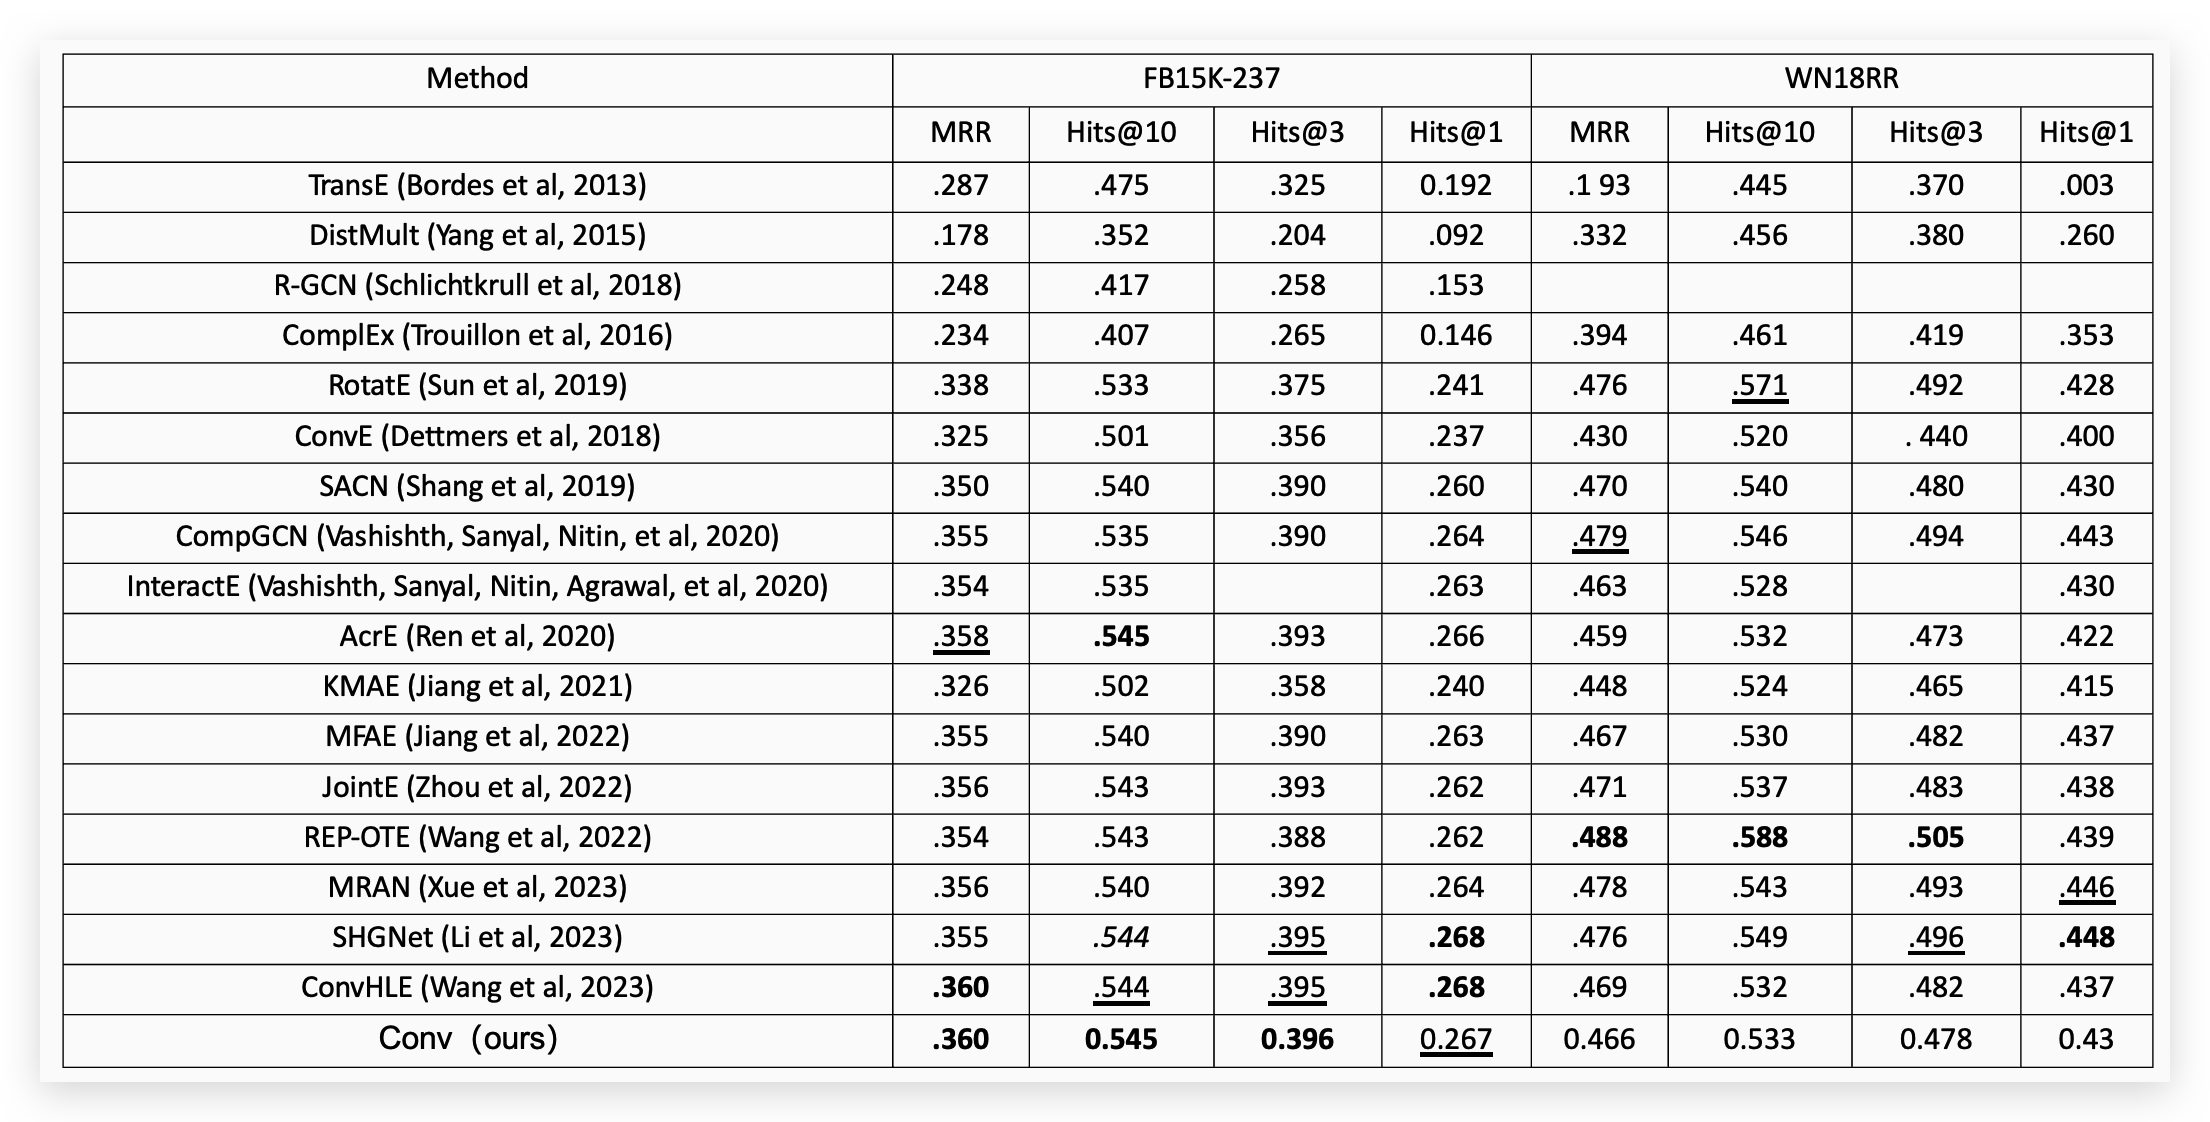 Method FB15K-237 WN18RR
MRR Hits@10 Hits@3 Hits@1 MRR Hits@10 Hits@3 Hits@1
TransE (Bordes et al, 2013) .287 .475 .325 0.192 .1 93 .445 .370 .003
DistMult (Yang et al, 2015) .178 .352 .204 .092 .332 .456 .380 .260
R-GCN (Schlichtkrull et al, 2018) .248 .417 .258 .153
ComplEx (Trouillon et al, 2016) .234 .407 .265 0.146 .394 .461 .419 .353
RotatE (Sun et al, 2019) .338 .533 .375 .241 .476 .571 .492 .428
ConvE (Dettmers et al, 2018) .325 .501 .356 .237 .430 .520 . 440 .400
SACN (Shang et al, 2019) .350 .540 .390 .260 .470 .540 .480 .430
CompGCN (Vashishth, Sanyal, Nitin, et al, 2020) .355 .535 .390 .264 .479 .546 .494 .443
InteractE (Vashishth, Sanyal, Nitin, Agrawal, et al, 2020) .354 .535 .263 .463 .528 .430
AcrE (Ren et al, 2020) .358 .545 .393 .266 .459 .532 .473 .422
KMAE (Jiang et al, 2021) .326 .502 .358 .240 .448 .524 .465 .415
MFAE (Jiang et al, 2022) .355 .540 .390 .263 .467 .530 .482 .437
JointE (Zhou et al, 2022) .356 .543 .393 .262 .471 .537 .483 .438
REP-OTE (Wang et al, 2022) .354 .543 .388 .262 .488 .588 .505 .439
MRAN (Xue et al, 2023) .356 .540 .392 .264 .478 .543 .493 .446
SHGNet (Li et al, 2023) .355 .544 .395 .268 .476 .549 .496 .448
ConvHLE (Wang et al, 2023) .360 .544 .395 .268 .469 .532 .482 .437
Conv（ours） .360 0.545 0.396 0.267 0.466 0.533 0.478 0.43